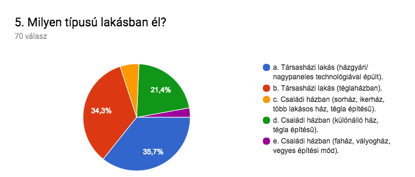 5. Milyen típusú lakásban él?
70 válasz
21,4%
34,3%
35,7%
a. Társasházi lakás (házgyári/
nagypaneles technológiával épült).
b. Társasházi lakás (téglaházban).
c. Családi házban (sorház, ikerház,
több lakásos ház, tégla építésű).
d. Családi házban (különálló ház,
tégla építésű).
e. Családi házban (faház, vályogház,
vegyes építési mód).